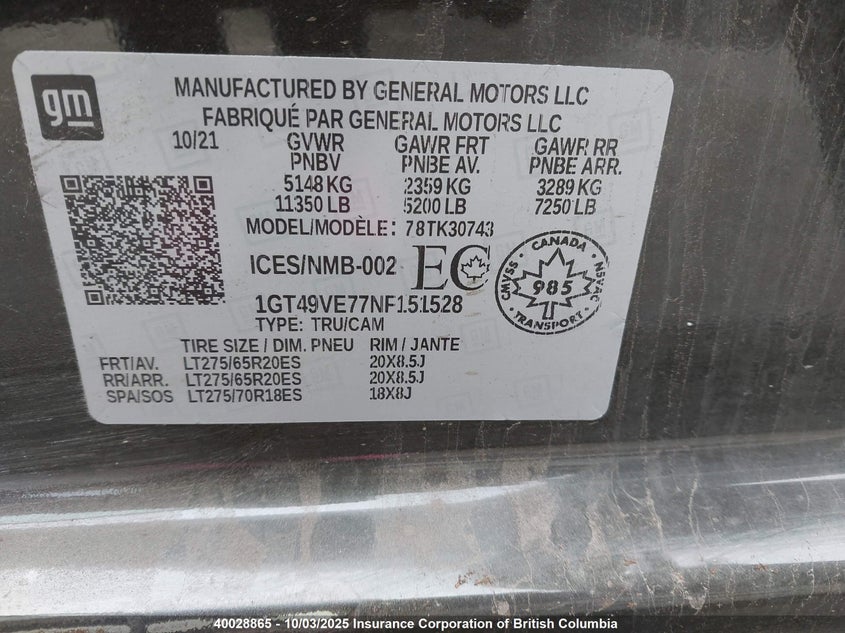 gm
MANUFACTURED BY GENERAL MOTORS LLC
FABRIQUÉ PAR GENERAL MOTORS LLC
10/21 GVWR GAWR FRT GAWR RR
PNBV PNBE AV. PNBE ARR.
5148 KG 2359 KG 3289 KG
11350 LB 5200 LB 7250 LB
MODEL/MODÈLE: 78TK30743
ICES/NMB-002 EC
CANADA
CMVSS 985 NSVAC
TRANSPORT
1GT49VE77NF151528
TYPE: TRU/CAM
TIRE SIZE / DIM. PNEU RIM / JANTE
FRT/AV. LT275/65R20ES 20X8.5J
RR/ARR. LT275/65R20ES 20X8.5J
SPA/SOS LT275/70R18ES 18X8J
40028865 - 10/03/2025 Insurance Corporation of British Columbia